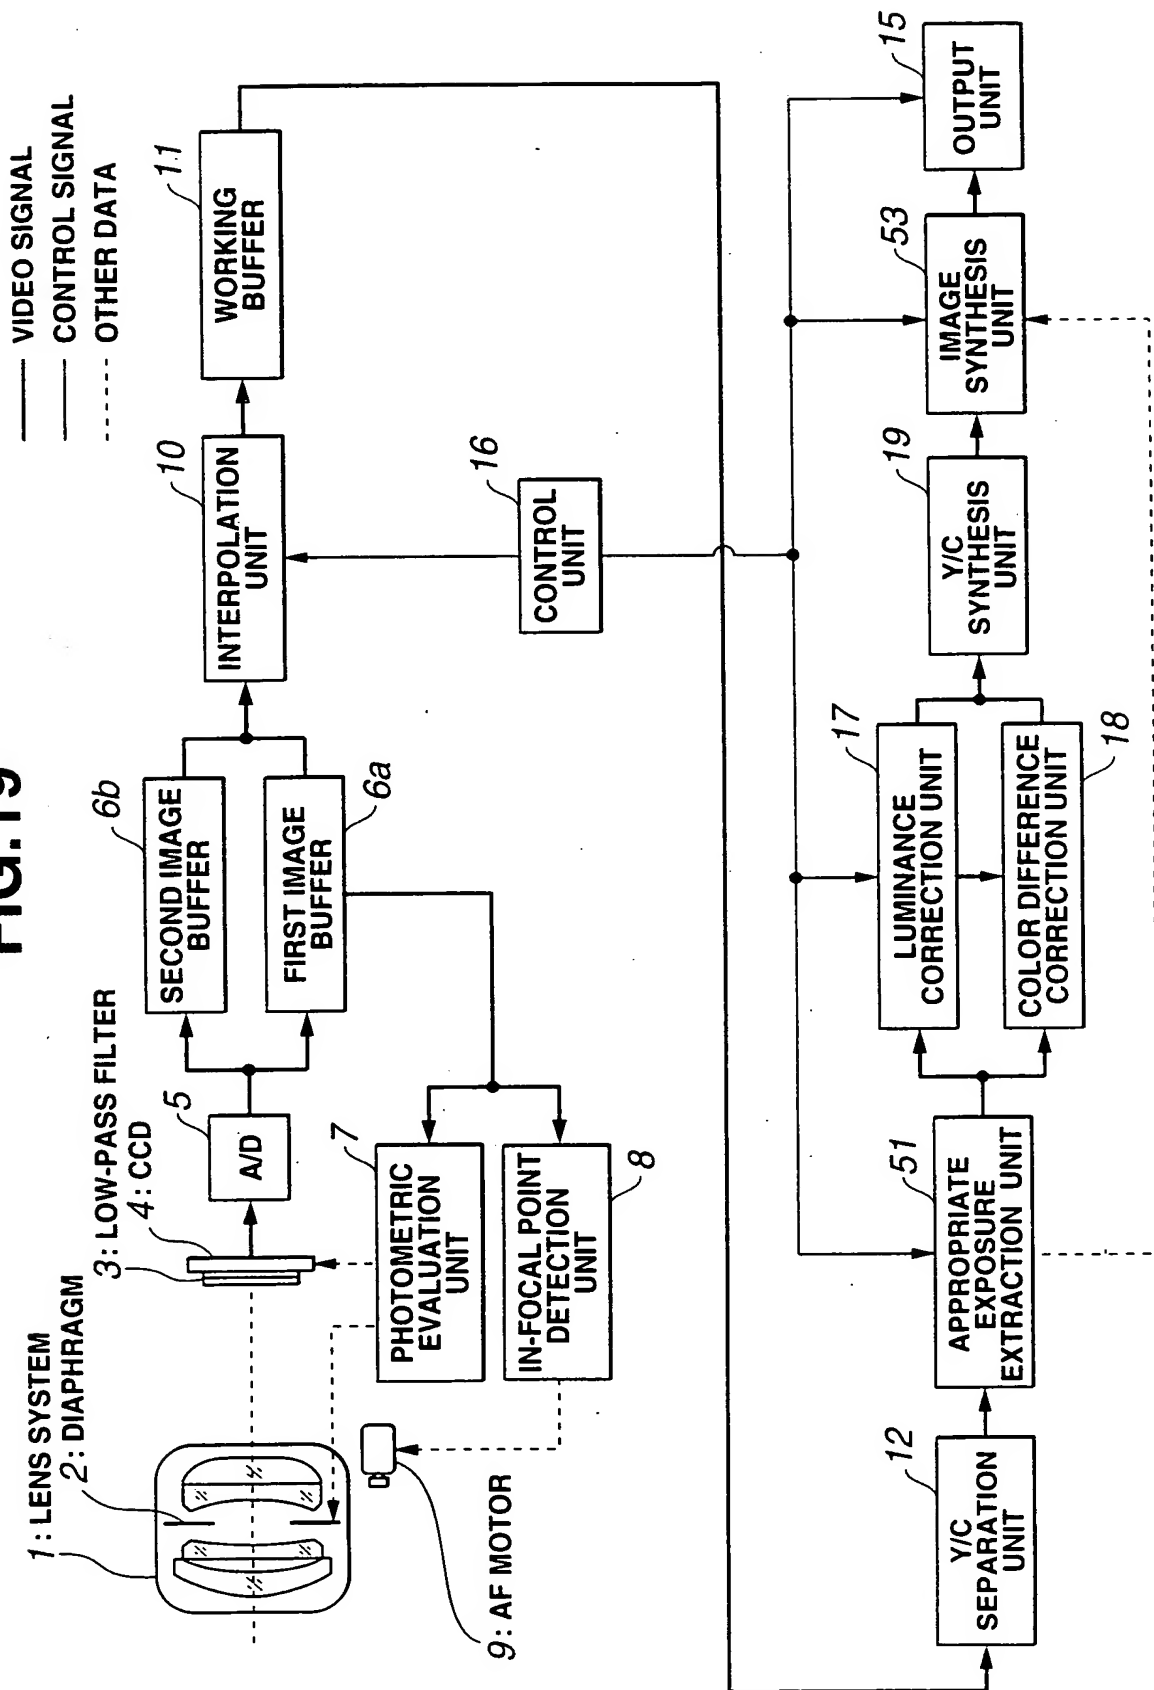 FIG.19
VIDEO SIGNAL
CONTROL SIGNAL
OTHER DATA
1: LENS SYSTEM
2: DIAPHRAGM
3: LOW-PASS FILTER
4: CCD
5
A/D
6b
SECOND IMAGE
BUFFER
FIRST IMAGE
BUFFER
6a
10
INTERPOLATION
UNIT
11
WORKING
BUFFER
7
PHOTOMETRIC
EVALUATION
UNIT
IN-FOCAL POINT
DETECTION
UNIT
8
9: AF MOTOR
16
CONTROL
UNIT
12
Y/C
SEPARATION
UNIT
51
APPROPRIATE
EXPOSURE
EXTRACTION UNIT
17
LUMINANCE
CORRECTION UNIT
COLOR DIFFERENCE
CORRECTION UNIT
18
19
Y/C
SYNTHESIS
UNIT
53
IMAGE
SYNTHESIS
UNIT
15
OUTPUT
UNIT